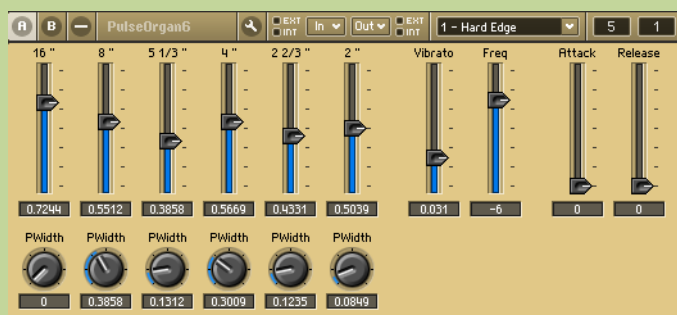 A B PulseOrgan6 EXT INT In Out EXT INT 1 - Hard Edge 5 1
16 " 8 " 5 1/3 " 4 " 2 2/3 " 2 " Vibrato Freq Attack Release
0.7244 0.5512 0.3858 0.5669 0.4331 0.5039 0.031 -6 0 0
PWidth PWidth PWidth PWidth PWidth PWidth
0 0.3858 0.1312 0.3009 0.1235 0.0849